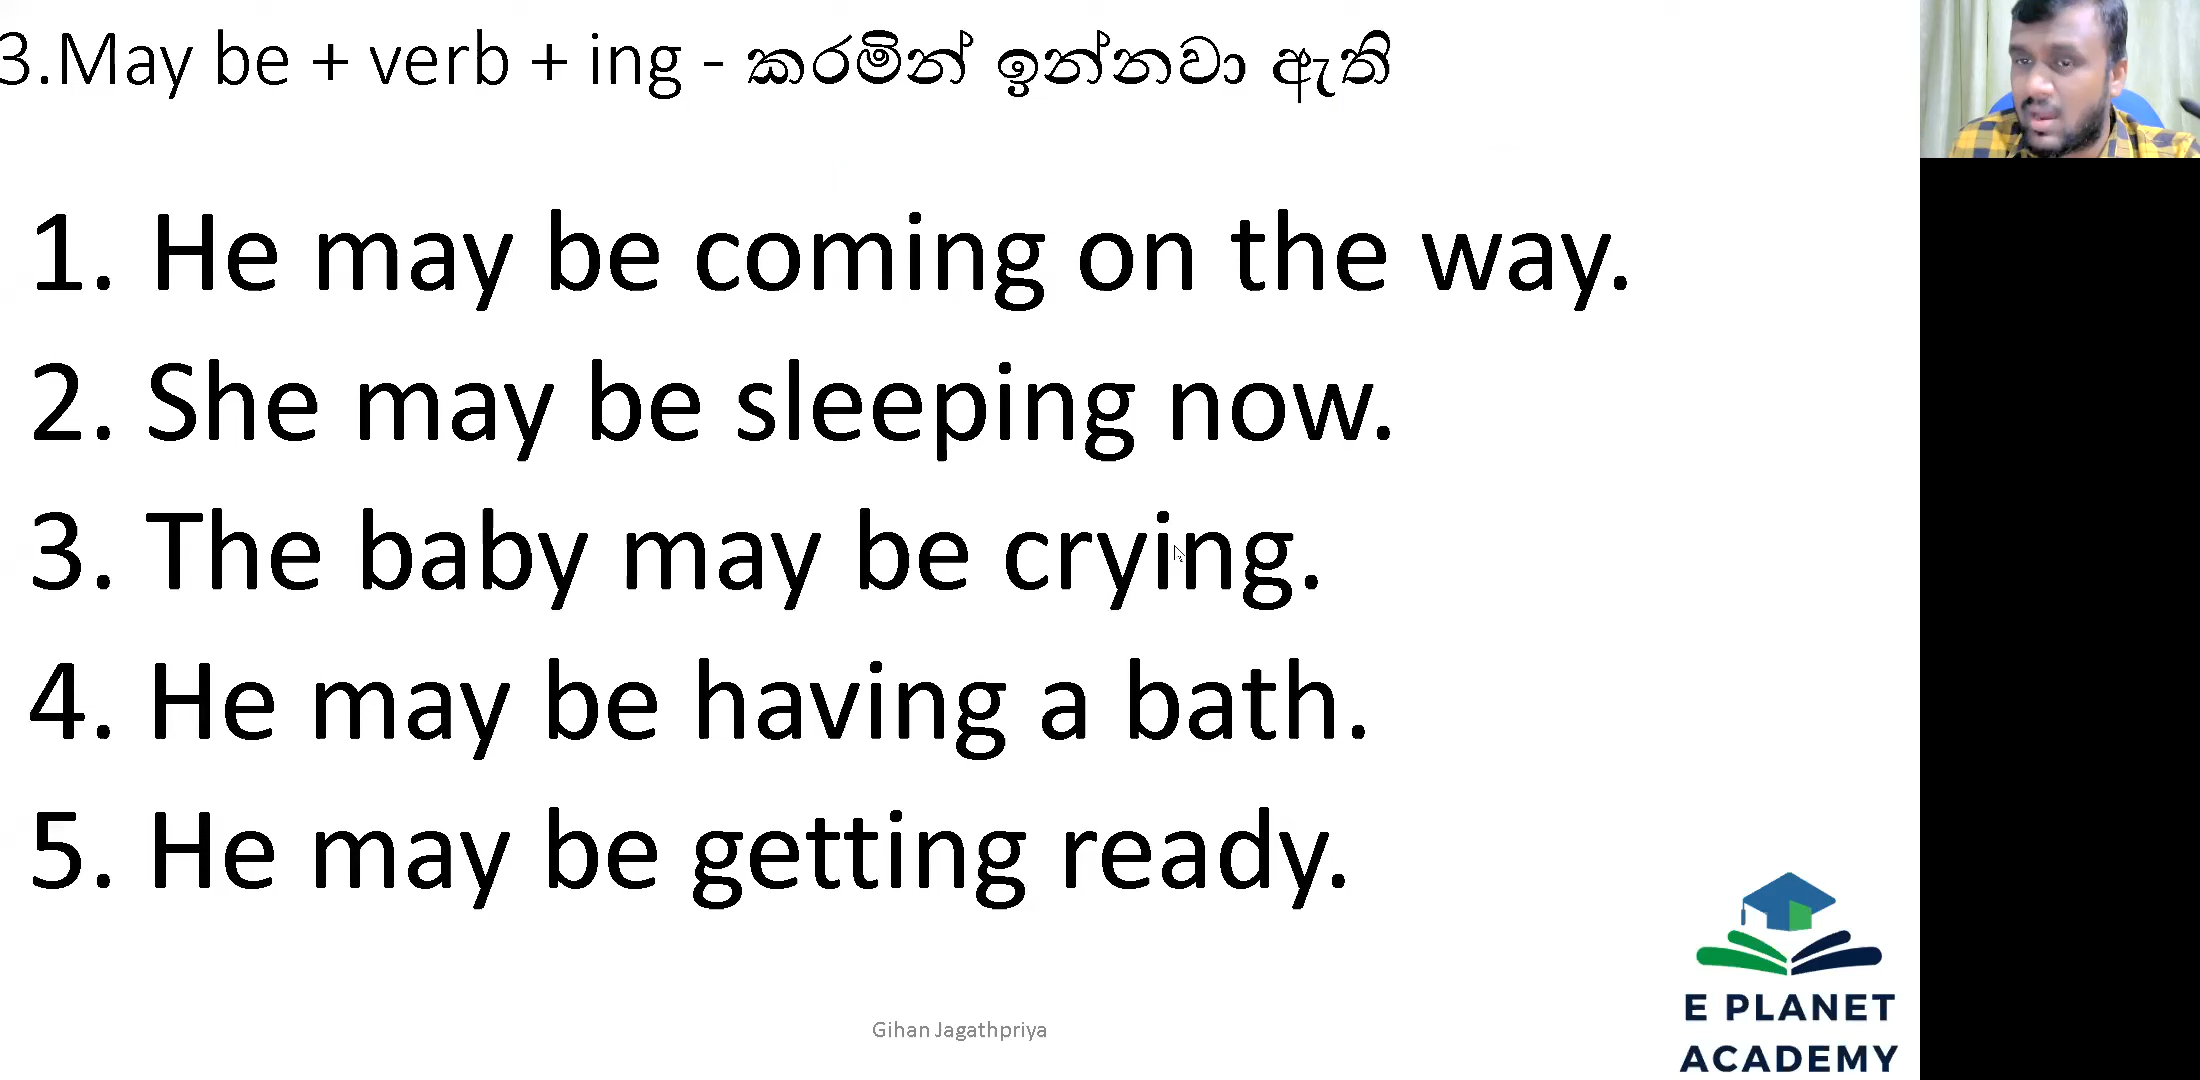 3.May be + verb + ing - කරමින් ඉන්නවා ඇති
1. He may be coming on the way.
2. She may be sleeping now.
3. The baby may be crying.
4. He may be having a bath.
5. He may be getting ready.
Gihan Jagathpriya
E PLANET
ACADEMY